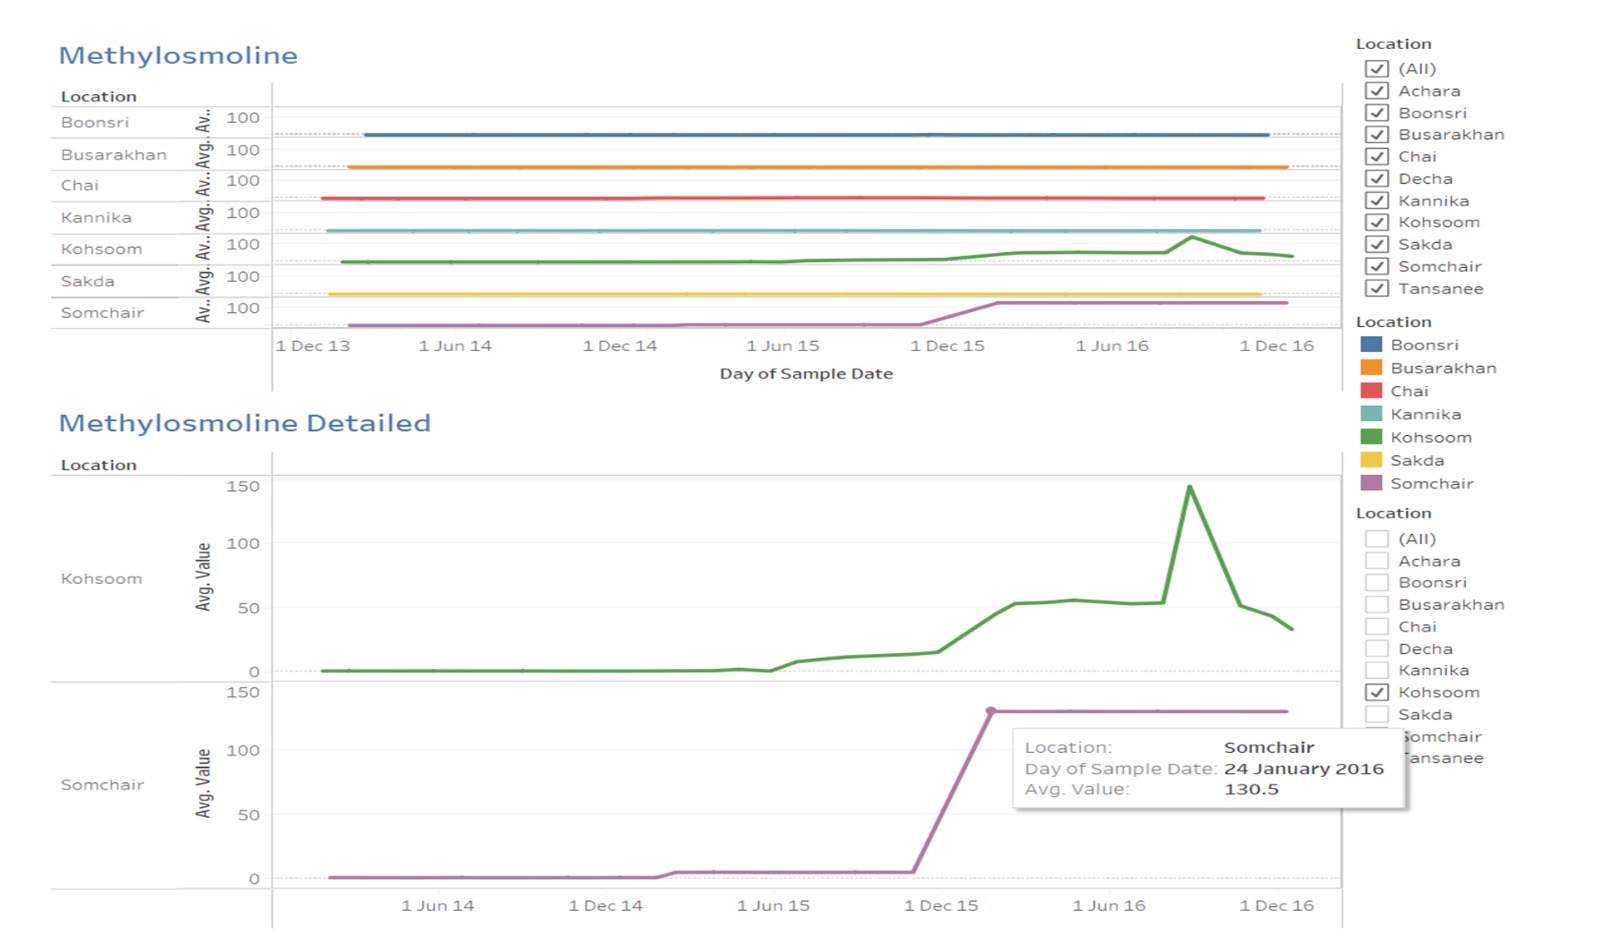 Methylosmoline
Location
Boonsri Av.. 100
Busarakhan Avg.. 100
Chai Av.. 100
Kannika Avg.. 100
Kohsoom Av.. 100
Sakda Avg.. 100
Somchair Av.. 100
1 Dec 13 1 Jun 14 1 Dec 14 1 Jun 15 1 Dec 15 1 Jun 16 1 Dec 16
Day of Sample Date
Methylosmoline Detailed
Location
Kohsoom
Avg. Value
150
100
50
0
Somchair
Avg. Value
150
100
50
0
Location: Somchair
Day of Sample Date: 24 January 2016
Avg. Value: 130.5
1 Jun 14 1 Dec 14 1 Jun 15 1 Dec 15 1 Jun 16 1 Dec 16
Location
(All)
Achara
Boonsri
Busarakhan
Chai
Decha
Kannika
Kohsoom
Sakda
Somchair
Tansanee
Location
Boonsri
Busarakhan
Chai
Kannika
Kohsoom
Sakda
Somchair
Location
(All)
Achara
Boonsri
Busarakhan
Chai
Decha
Kannika
Kohsoom
Sakda
Somchair
ansanee